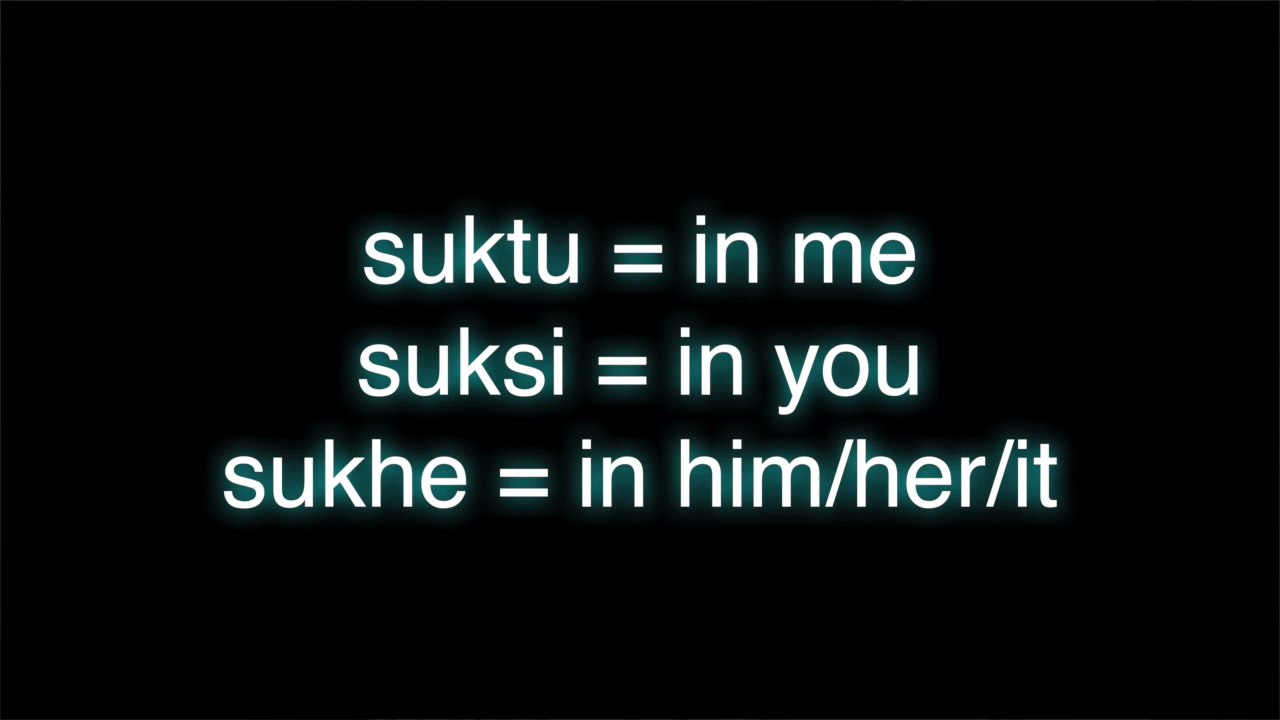 suktu = in me
suksi = in you
sukhe = in him/her/it